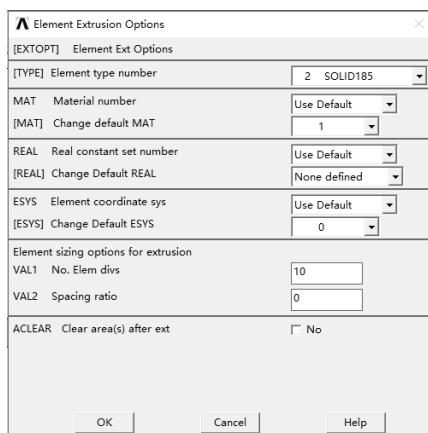 Element Extrusion Options
[EXTOPT] Element Ext Options
[TYPE] Element type number 2 SOLID185
MAT Material number Use Default
[MAT] Change default MAT 1
REAL Real constant set number Use Default
[REAL] Change Default REAL None defined
ESYS Element coordinate sys Use Default
[ESYS] Change Default ESYS 0
Element sizing options for extrusion
VAL1 No. Elem divs 10
VAL2 Spacing ratio 0
ACLEAR Clear area(s) after ext No
OK Cancel Help